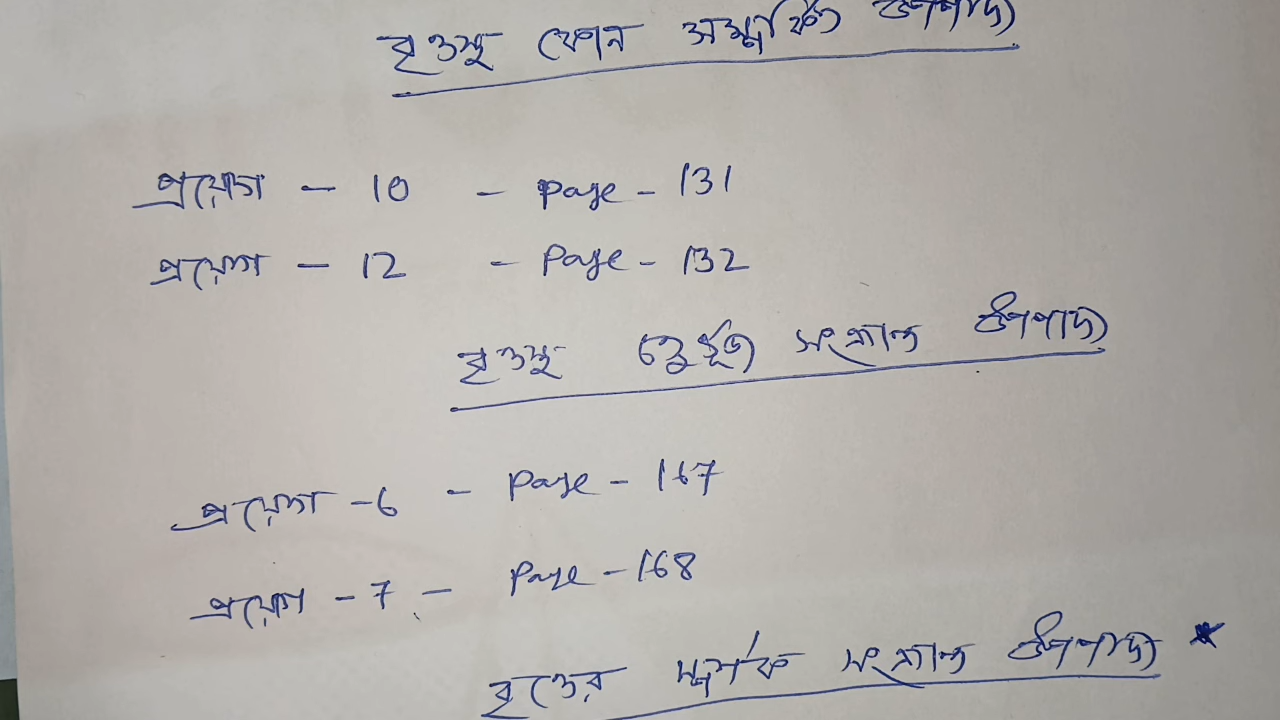 বৃত্তস্থ কোন সম্পর্কিত উপপাদ্য
প্রয়োগ - 10 - Page - 131
প্রয়োগ - 12 - Page - 132
বৃত্তস্থ চতুর্ভূজ সংক্রান্ত উপপাদ্য
প্রয়োগ - 6 - Page - 167
প্রয়োগ - 7 - Page - 168
বৃত্তের স্পর্শক সংক্রান্ত উপপাদ্য *